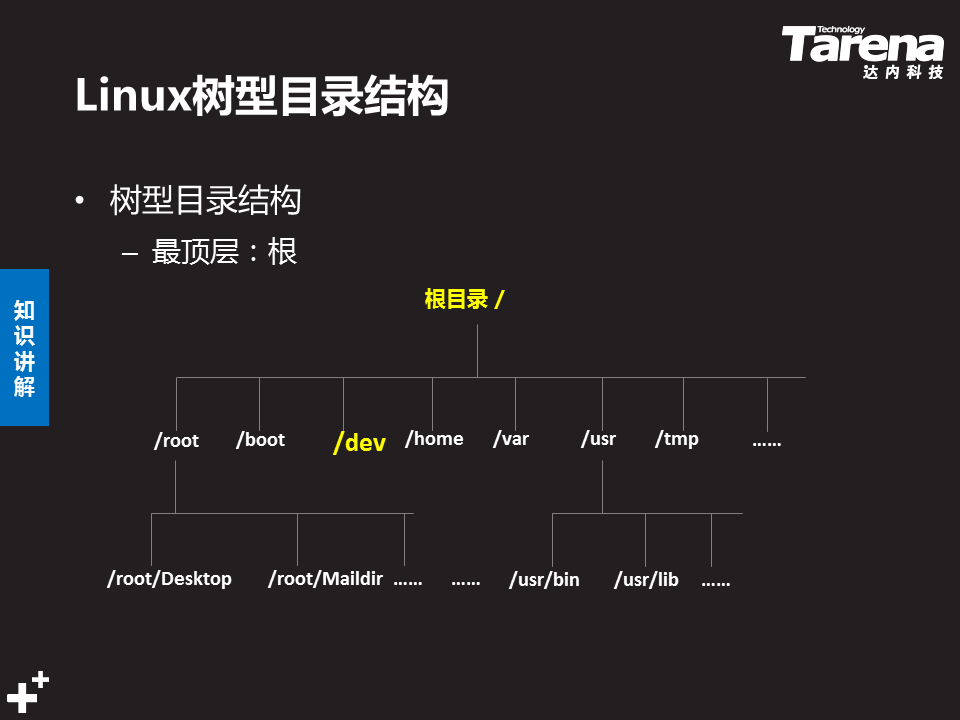 Technology
Tarena
达内科技
Linux树型目录结构
• 树型目录结构
– 最顶层：根
知识讲解
根目录 /
/root /boot /dev /home /var /usr /tmp ……
/root/Desktop /root/Maildir …… …… /usr/bin /usr/lib ……